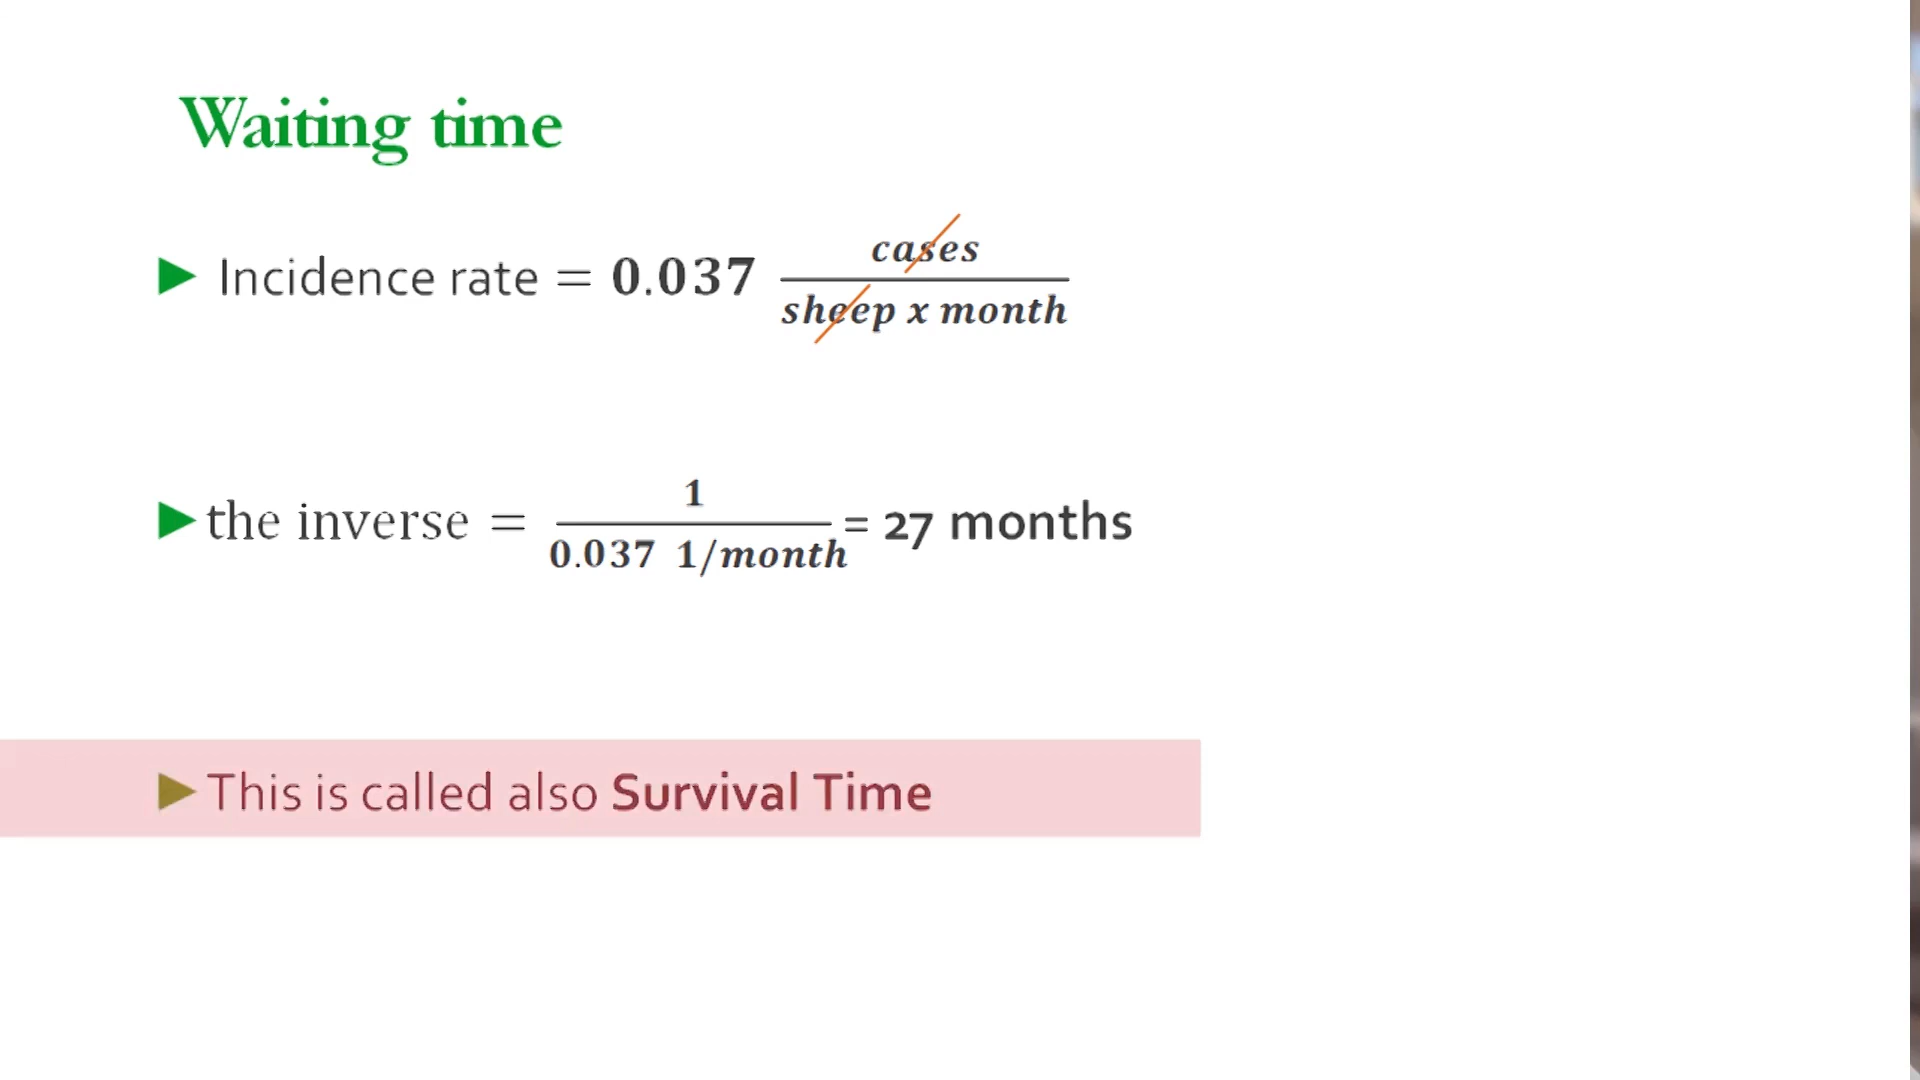 Waiting time
Incidence rate = 0.037 cases / sheep x month
the inverse = 1 / 0.037 1/month = 27 months
This is called also Survival Time